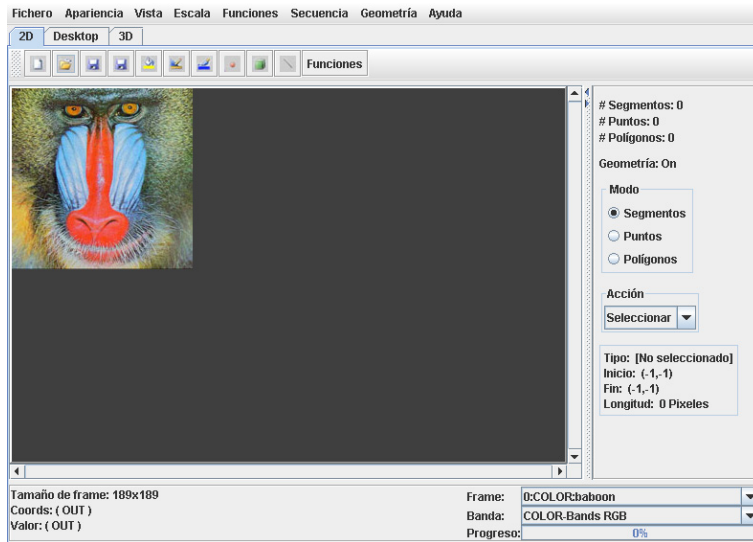 Fichero Apariencia Vista Escala Funciones Secuencia Geometría Ayuda
2D Desktop 3D
Funciones
# Segmentos: 0
# Puntos: 0
# Polígonos: 0
Geometría: On
Modo
Segmentos
Puntos
Polígonos
Acción
Seleccionar
Tipo: [No seleccionado]
Inicio: (-1,-1)
Fin: (-1,-1)
Longitud: 0 Pixeles
Tamaño de frame: 189x189
Coords: ( OUT )
Valor: ( OUT )
Frame: 0:COLOR:baboon
Banda: COLOR-Bands RGB
Progreso: 0%